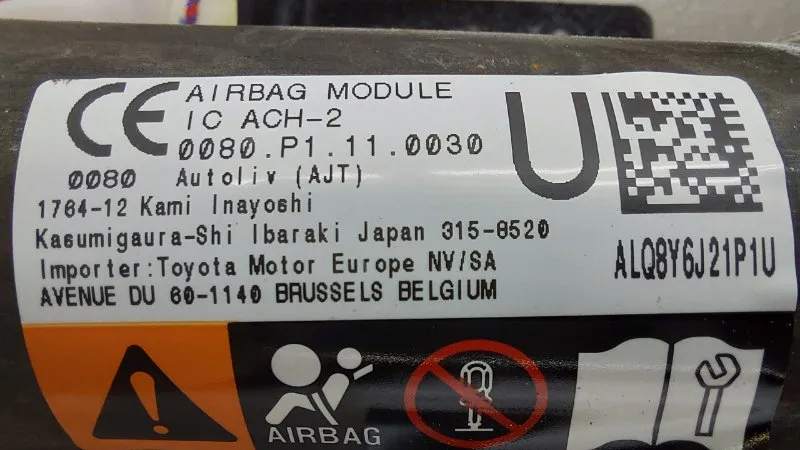 CE AIRBAG MODULE
IC ACH-2
0080.P1.11.0030
0080 Autoliv (AJT)
1764-12 Kami Inayoshi
Kasumigaura-Shi Ibaraki Japan 315-8520
Importer:Toyota Motor Europe NV/SA
AVENUE DU 60-1140 BRUSSELS BELGIUM
U
ALQ8Y6J21P1U
AIRBAG